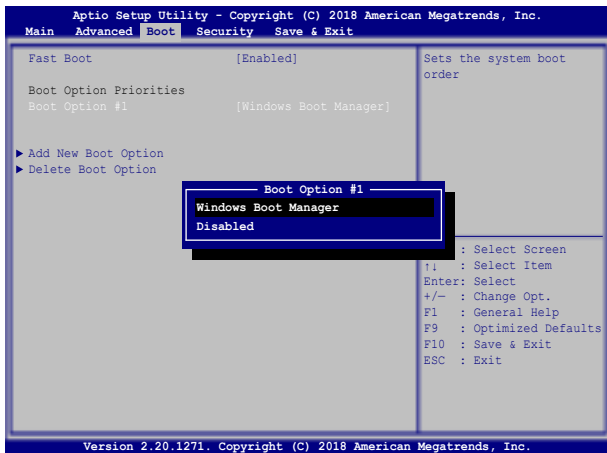 Aptio Setup Utility - Copyright (C) 2018 American Megatrends, Inc.
Main Advanced Boot Security Save & Exit
Fast Boot [Enabled]
Boot Option Priorities
Boot Option #1 [Windows Boot Manager]
▶ Add New Boot Option
▶ Delete Boot Option
Sets the system boot
order
Boot Option #1
Windows Boot Manager
Disabled
: Select Screen
↑↓ : Select Item
Enter: Select
+/— : Change Opt.
F1 : General Help
F9 : Optimized Defaults
F10 : Save & Exit
ESC : Exit
Version 2.20.1271. Copyright (C) 2018 American Megatrends, Inc.